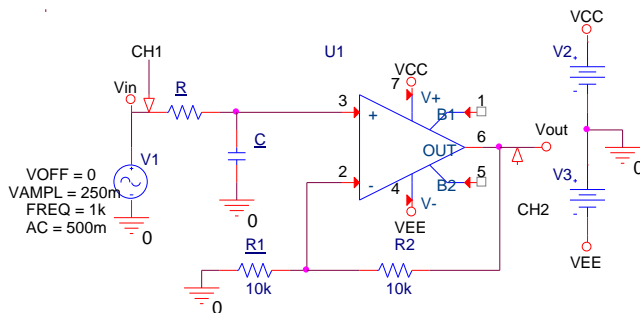 VCC
CH1
U1
V2
+
-
Vin
R
VCC
7
V+
B1
1
3
+
6
Vout
C
OUT
0
V1
+
-
VOFF = 0
VAMPL = 250m
FREQ = 1k
AC = 500m
2
-
4
B2
5
V-
V3
+
-
0
0
VEE
CH2
R1
R2
VEE
10k
10k
0